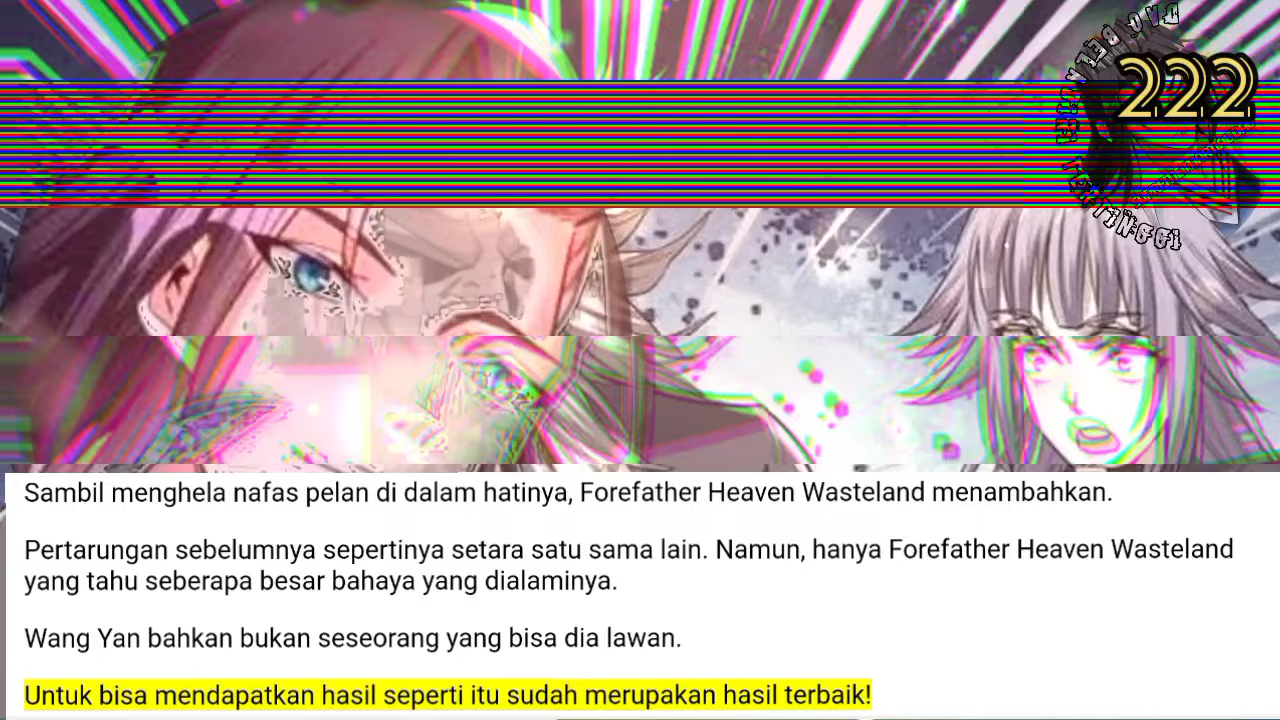 222
Sambil menghela nafas pelan di dalam hatinya, Forefather Heaven Wasteland menambahkan.
Pertarungan sebelumnya sepertinya setara satu sama lain. Namun, hanya Forefather Heaven Wasteland
yang tahu seberapa besar bahaya yang dialaminya.
Wang Yan bahkan bukan seseorang yang bisa dia lawan.
Untuk bisa mendapatkan hasil seperti itu sudah merupakan hasil terbaik!